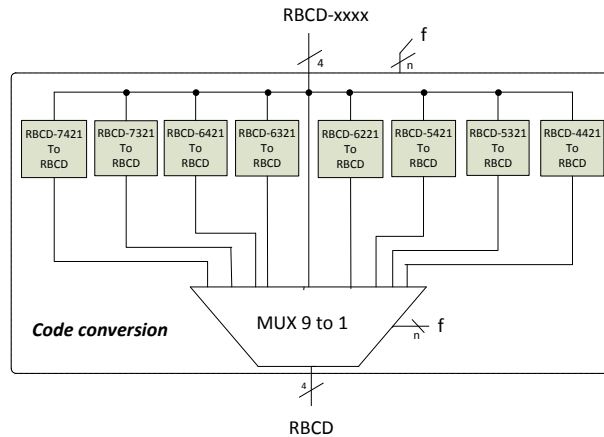 RBCD-xxxx
f
4
n
RBCD-7421
To
RBCD
RBCD-7321
To
RBCD
RBCD-6421
To
RBCD
RBCD-6321
To
RBCD
RBCD-6221
To
RBCD
RBCD-5421
To
RBCD
RBCD-5321
To
RBCD
RBCD-4421
To
RBCD
Code conversion
MUX 9 to 1
f
n
4
RBCD